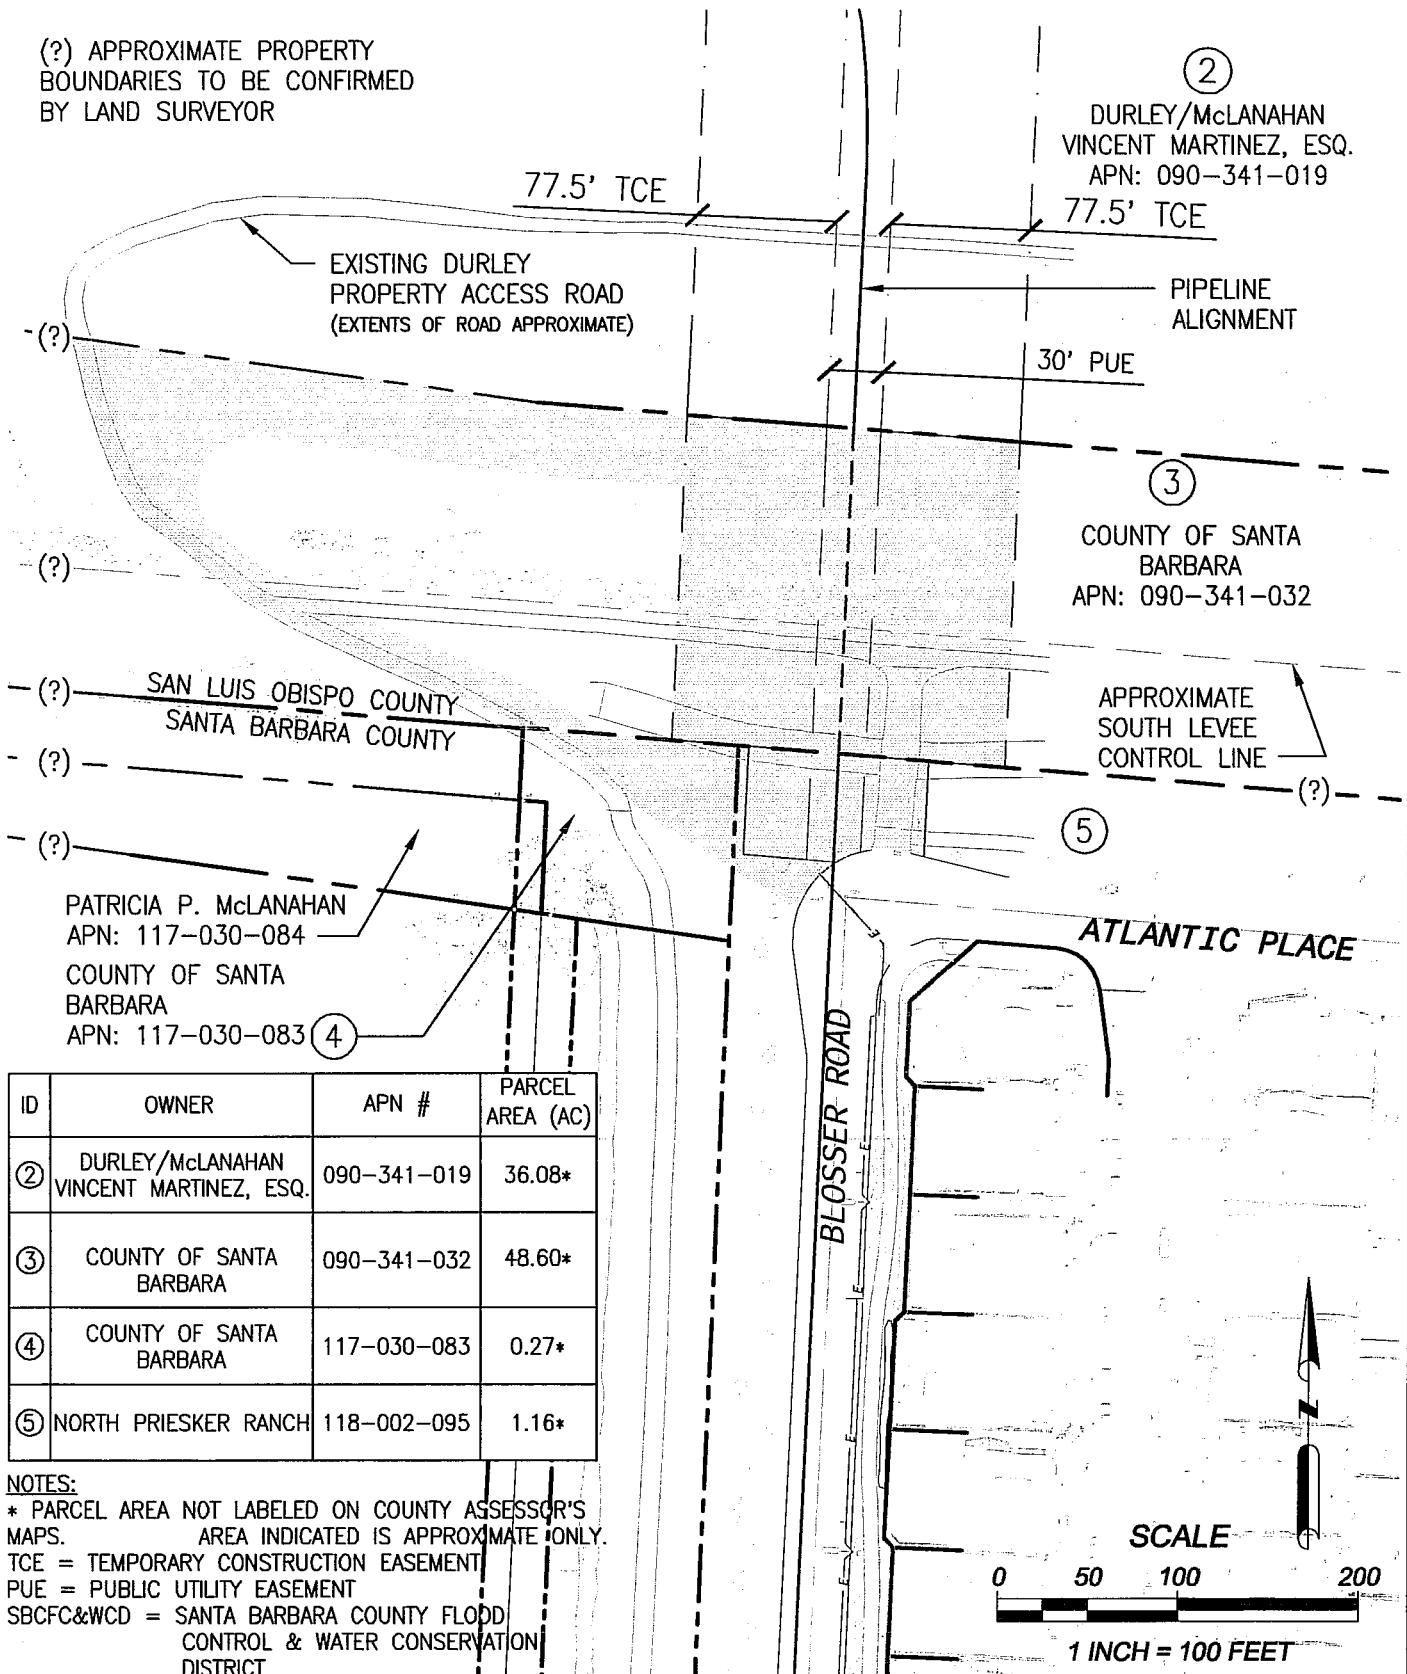 (?) APPROXIMATE PROPERTY
BOUNDARIES TO BE CONFIRMED
BY LAND SURVEYOR
2
DURLEY/McLANAHAN
VINCENT MARTINEZ, ESQ.
APN: 090-341-019
77.5' TCE
77.5' TCE
EXISTING DURLEY
PROPERTY ACCESS ROAD
(EXTENTS OF ROAD APPROXIMATE)
PIPELINE
ALIGNMENT
(?)
30' PUE
3
COUNTY OF SANTA
BARBARA
APN: 090-341-032
(?)
(?)
SAN LUIS OBISPO COUNTY
SANTA BARBARA COUNTY
APPROXIMATE
SOUTH LEVEE
CONTROL LINE
(?)
(?)
5
(?)
PATRICIA P. McLANAHAN
APN: 117-030-084
COUNTY OF SANTA
BARBARA
APN: 117-030-083 4
ATLANTIC PLACE
BLOSSER ROAD
E
E
E
E
E
ID OWNER APN # PARCEL AREA (AC)
2 DURLEY/McLANAHAN VINCENT MARTINEZ, ESQ. 090-341-019 36.08*
3 COUNTY OF SANTA BARBARA 090-341-032 48.60*
4 COUNTY OF SANTA BARBARA 117-030-083 0.27*
5 NORTH PRIESKER RANCH 118-002-095 1.16*
NOTES:
* PARCEL AREA NOT LABELED ON COUNTY ASSESSOR'S
MAPS. AREA INDICATED IS APPROXIMATE ONLY.
TCE = TEMPORARY CONSTRUCTION EASEMENT
PUE = PUBLIC UTILITY EASEMENT
SBCFC&WCD = SANTA BARBARA COUNTY FLOOD
CONTROL & WATER CONSERVATION
DISTRICT
N
SCALE
0 50 100 200
1 INCH = 100 FEET